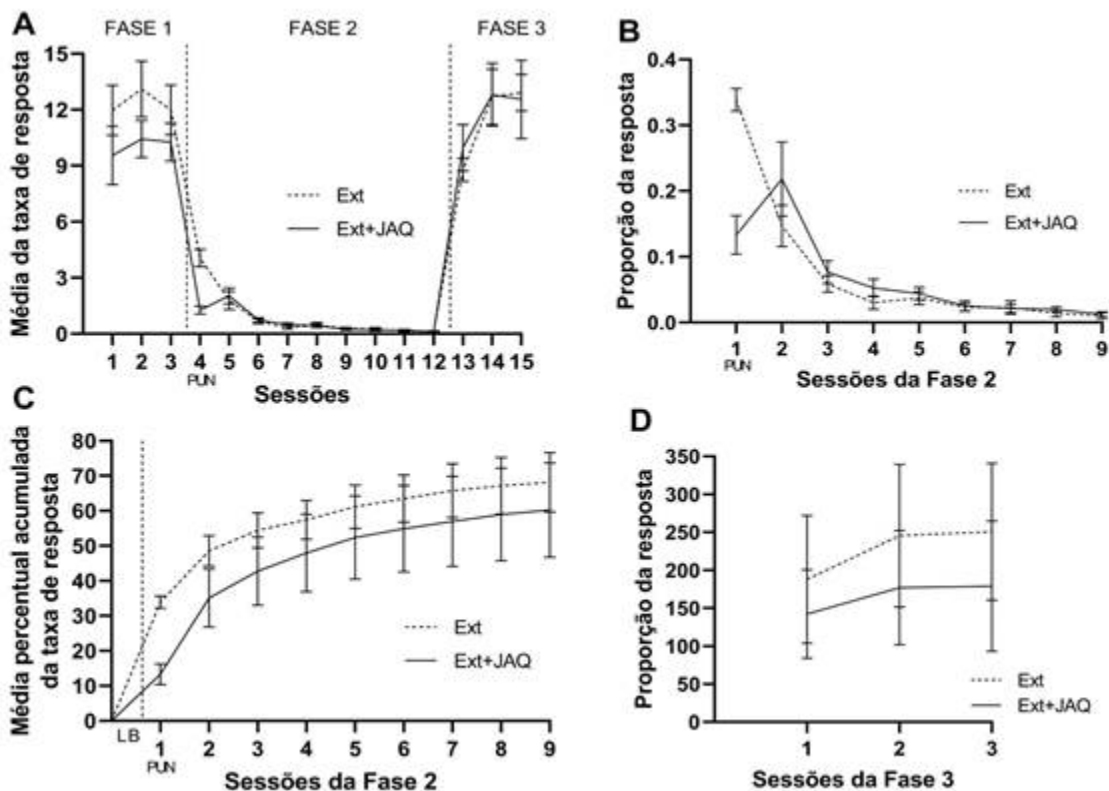 A
FASE 1 FASE 2 FASE 3
Média da taxa de resposta
15
12
9
6
3
0
Ext
Ext+JAQ
1 2 3 4 5 6 7 8 9 10 11 12 13 14 15
PUN
Sessões
B
Proporção da resposta
0.4
0.3
0.2
0.1
0.0
Ext
Ext+JAQ
1 2 3 4 5 6 7 8 9
PUN
Sessões da Fase 2
C
Média percentual acumulada
da taxa de resposta
80
70
60
50
40
30
20
10
0
Ext
Ext+JAQ
LB
1 2 3 4 5 6 7 8 9
PUN
Sessões da Fase 2
D
Proporção da resposta
350
300
250
200
150
100
50
0
Ext
Ext+JAQ
1 2 3
Sessões da Fase 3